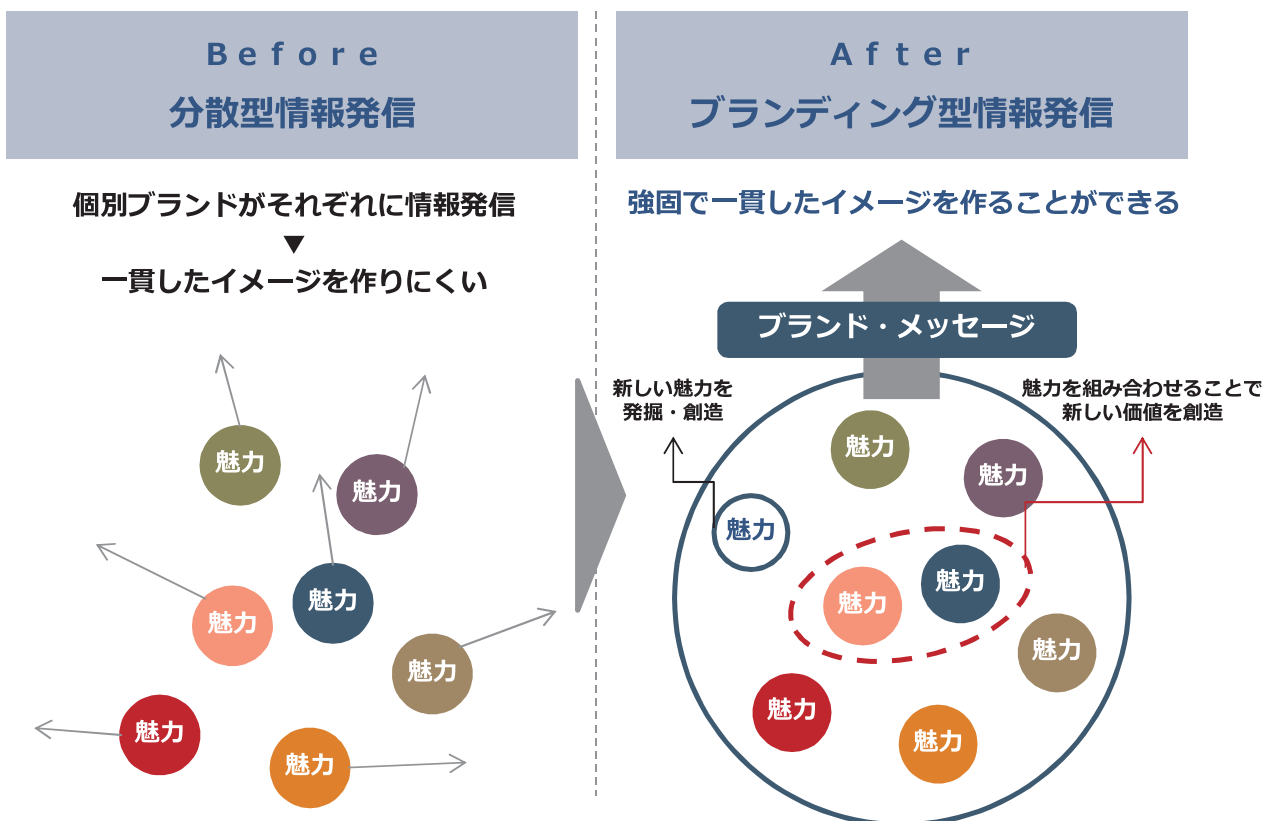 Before
分散型情報発信
個別ブランドがそれぞれに情報発信
▼
一貫したイメージを作りにくい
魅力
魅力
魅力
魅力
魅力
魅力
魅力
After
ブランディング型情報発信
強固で一貫したイメージを作ることができる
ブランド・メッセージ
新しい魅力を
発掘・創造
魅力を組み合わせることで
新しい価値を創造
魅力
魅力
魅力
魅力
魅力
魅力
魅力
魅力